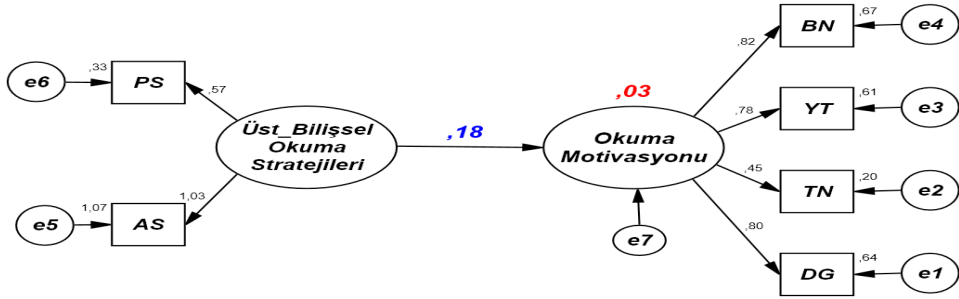 ,67
BN
e4
,82
,33
e6
PS
,57
,03
,61
YT
e3
,78
Üst_Bilişsel
Okuma
Stratejileri
,18
Okuma
Motivasyonu
,45
,20
TN
e2
1,03
1,07
e5
AS
e7
,80
,64
DG
e1